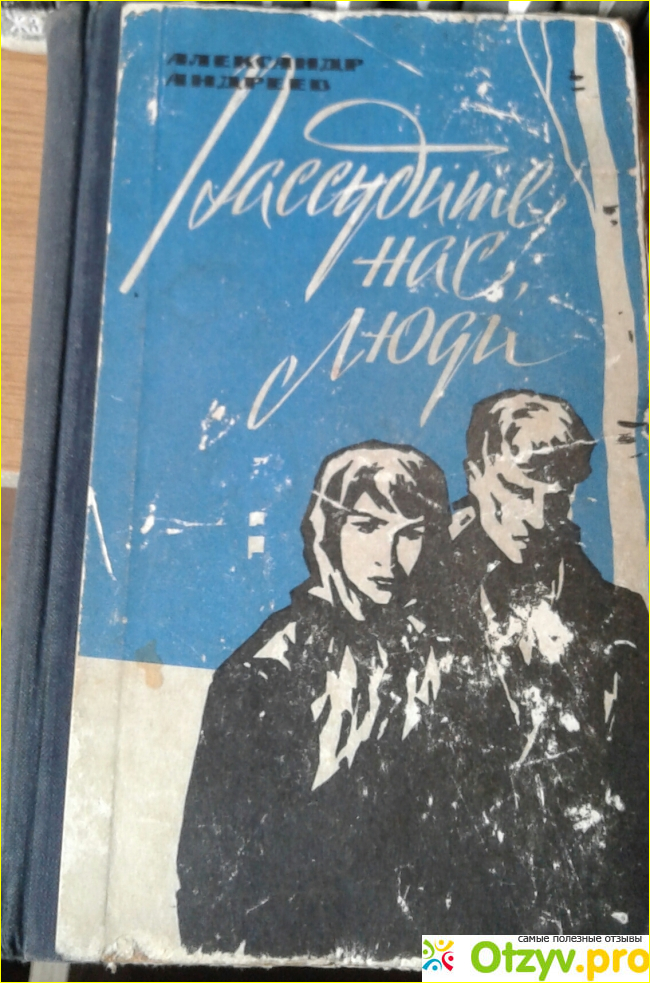 АЛЕКСАНДР
АНДРЕЕВ
Рассудите
нас,
люди
самые полезные отзывы
Otzyv.pro